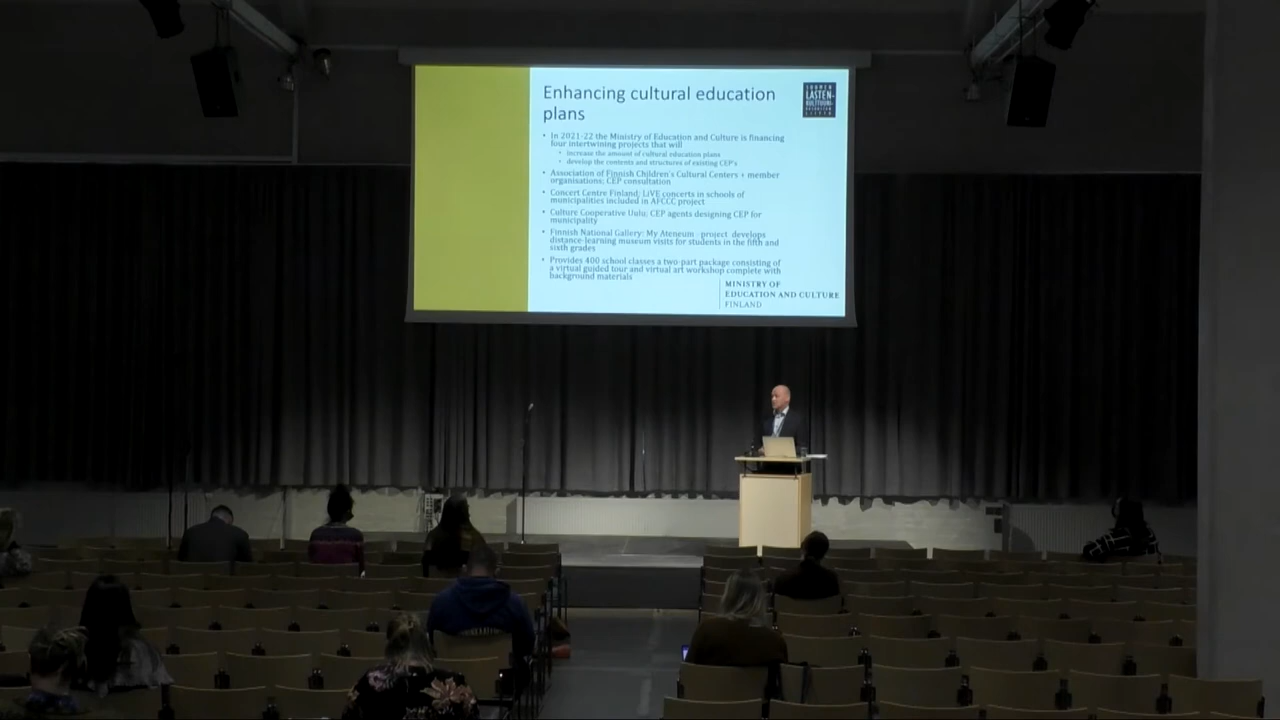 Enhancing cultural education
plans
LASTEN-
KULTTUURI-
• In 2021-22 the Ministry of Education and Culture is financing
four intertwining projects that will
• increase the amount of cultural education plans
• develop the contents and structures of existing CEP's
• Association of Finnish Children's Cultural Centers + member
organisations; CEP consultation
• Concert Centre Finland; LIVE concerts in schools of
municipalities included in AFCCC project
• Culture Cooperative Uulu; CEP agents designing CEP for
municipality
• Finnish National Gallery: My Ateneum - project develops
distance-learning museum visits for students in the fifth and
sixth grades
• Provides 400 school classes a two-part package consisting of
a virtual guided tour and virtual art workshop complete with
background materials
MINISTRY OF
EDUCATION AND CULTURE
FINLAND